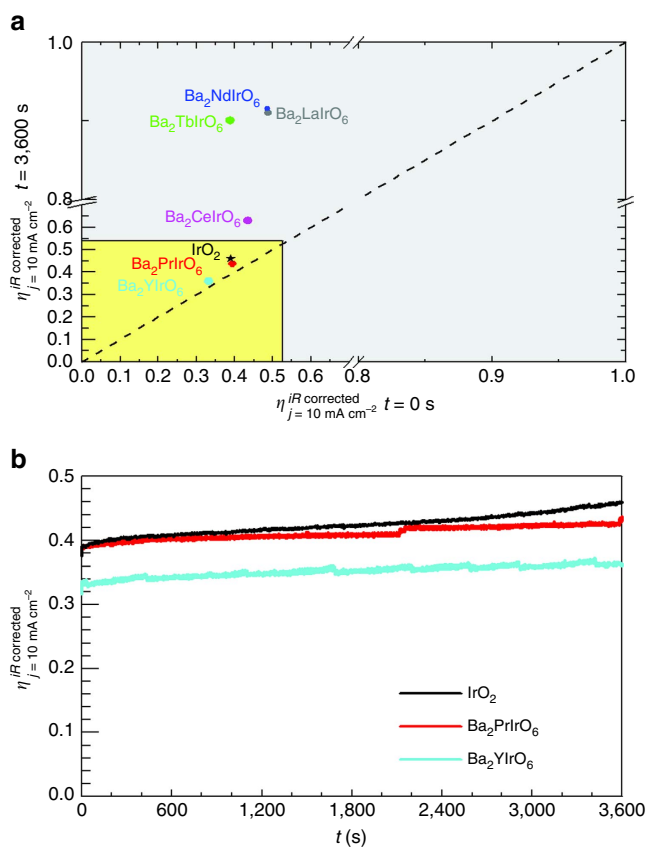 a
η iR corrected j = 10 mA cm–2 t = 3,600 s
1.0
0.8
0.6
0.5
0.4
0.3
0.2
0.1
0.0
Ba2NdIrO6
Ba2LaIrO6
Ba2TbIrO6
Ba2CeIrO6
IrO2
Ba2PrIrO6
Ba2YIrO6
0.0 0.1 0.2 0.3 0.4 0.5 0.6 0.8 0.9 1.0
η iR corrected j = 10 mA cm–2 t = 0 s
b
η iR corrected j = 10 mA cm–2
0.5
0.4
0.3
0.2
0.1
0.0
IrO2
Ba2PrIrO6
Ba2YIrO6
0 600 1,200 1,800 2,400 3,000 3,600
t (s)